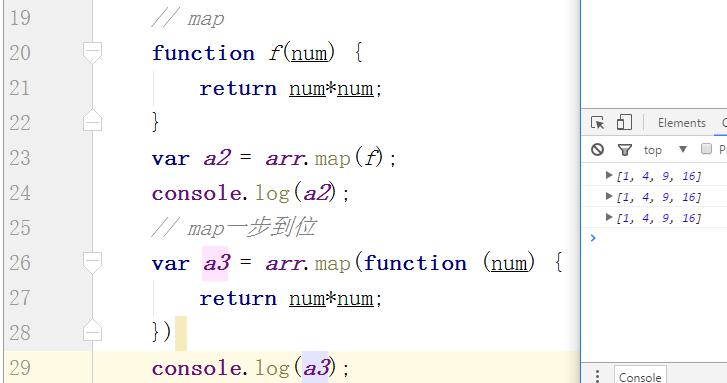 19 // map
20 function f(num) {
21 return num*num;
22 }
23 var a2 = arr.map(f);
24 console.log(a2);
25 // map一步到位
26 var a3 = arr.map(function (num) {
27 return num*num;
28 })
29 console.log(a3);
Elements
top
[1, 4, 9, 16]
[1, 4, 9, 16]
[1, 4, 9, 16]
Console